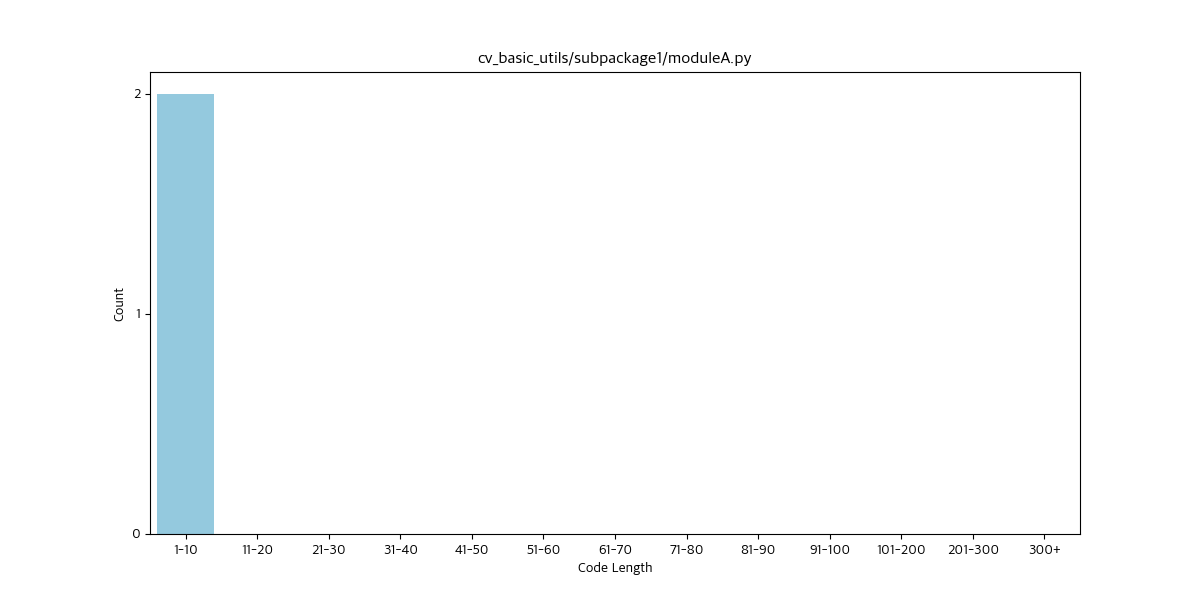 cv_basic_utils/subpackage1/moduleA.py
2
1
0
Count
1-10 11-20 21-30 31-40 41-50 51-60 61-70 71-80 81-90 91-100 101-200 201-300 300+
Code Length